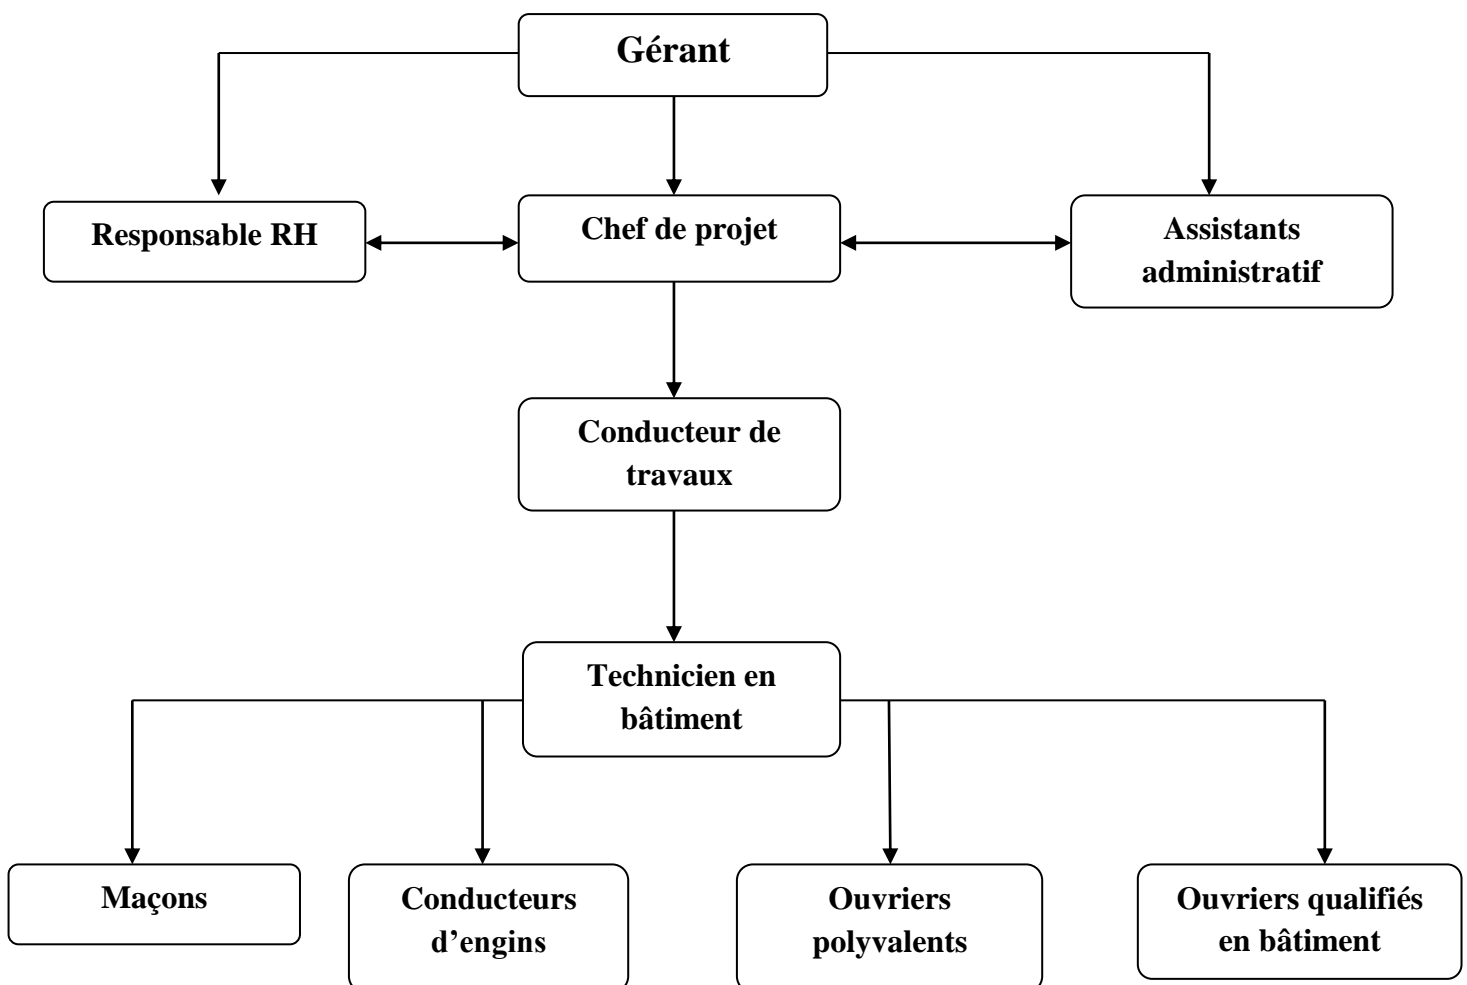 Gérant
Responsable RH
Chef de projet
Assistants
administratif
Conducteur de
travaux
Technicien en
bâtiment
Maçons
Conducteurs
d’engins
Ouvriers
polyvalents
Ouvriers qualifiés
en bâtiment